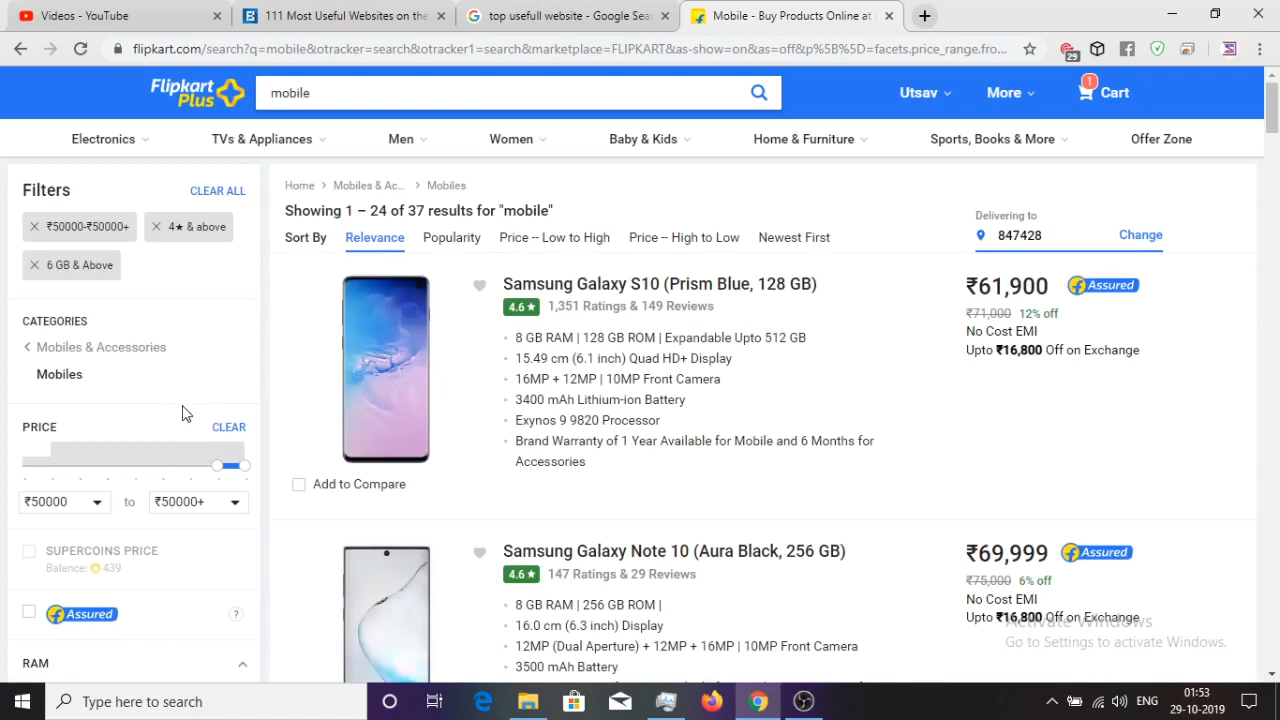 Videos - YouTube
111 Most Useful Websites on the
top usefull website - Google Sea
Mobile - Buy Products Online at
flipkart.com/search?q=mobile&otracker=search&otracker1=search&marketplace=FLIPKART&as-show=on&as=off&p%5B%5D=facets.price_range.fro...
29
Flipkart
Plus
mobile
Utsav
More
1
Cart
Electronics
TVs & Appliances
Men
Women
Baby & Kids
Home & Furniture
Sports, Books & More
Offer Zone
Filters
CLEAR ALL
₹50000-₹50000+
4★ & above
6 GB & Above
CATEGORIES
Mobiles & Accessories
Mobiles
PRICE
CLEAR
₹50000
to
₹50000+
SUPERCOINS PRICE
Balance: 439
Assured
?
RAM
Home > Mobiles & Ac... > Mobiles
Showing 1 – 24 of 37 results for "mobile"
Sort By
Relevance
Popularity
Price -- Low to High
Price -- High to Low
Newest First
Delivering to
847428
Change
Samsung Galaxy S10 (Prism Blue, 128 GB)
4.6★ 1,351 Ratings & 149 Reviews
8 GB RAM | 128 GB ROM | Expandable Upto 512 GB
15.49 cm (6.1 inch) Quad HD+ Display
16MP + 12MP | 10MP Front Camera
3400 mAh Lithium-ion Battery
Exynos 9 9820 Processor
Brand Warranty of 1 Year Available for Mobile and 6 Months for
Accessories
Add to Compare
₹61,900
Assured
₹71,000 12% off
No Cost EMI
Upto ₹16,800 Off on Exchange
Samsung Galaxy Note 10 (Aura Black, 256 GB)
4.6★ 147 Ratings & 29 Reviews
8 GB RAM | 256 GB ROM |
16.0 cm (6.3 inch) Display
12MP (Dual Aperture) + 12MP + 16MP | 10MP Front Camera
3500 mAh Battery
₹69,999
Assured
₹75,000 6% off
No Cost EMI
Upto ₹16,800 Off on Exchange
Activate Windows
Go to Settings to activate Windows.
Type here to search
ENG
01:53
29-10-2019